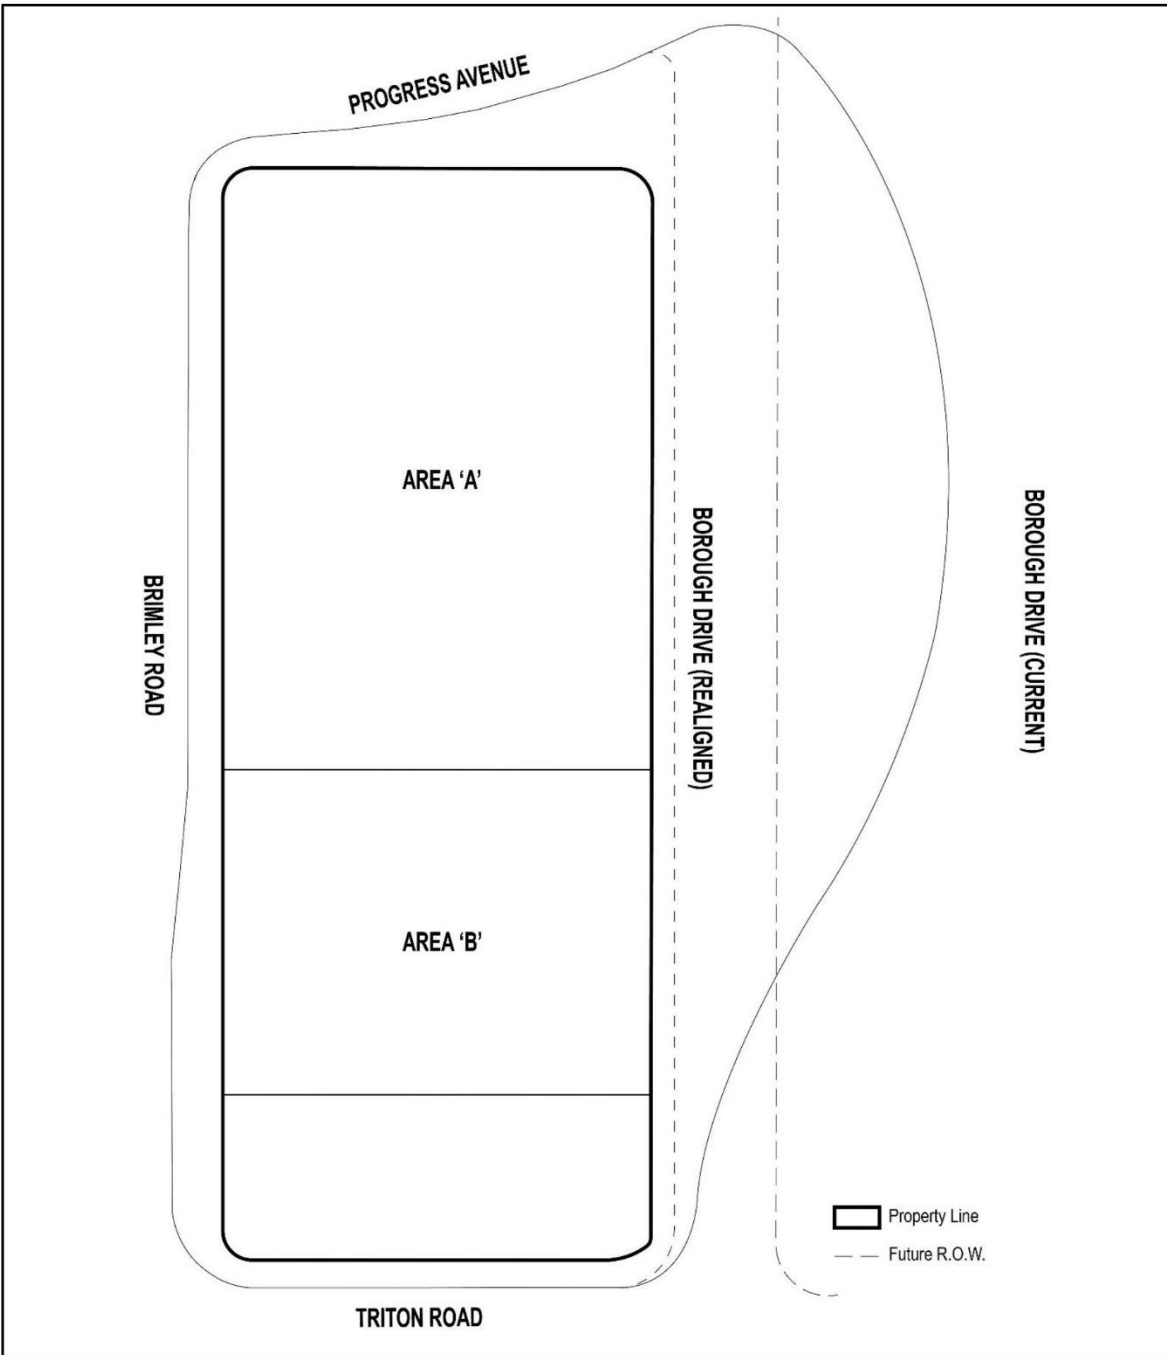 PROGRESS AVENUE
AREA ‘A’
BOROUGH DRIVE (REALIGNED)
BOROUGH DRIVE (CURRENT)
BRIMLEY ROAD
AREA ‘B’
Property Line
Future R.O.W.
TRITON ROAD